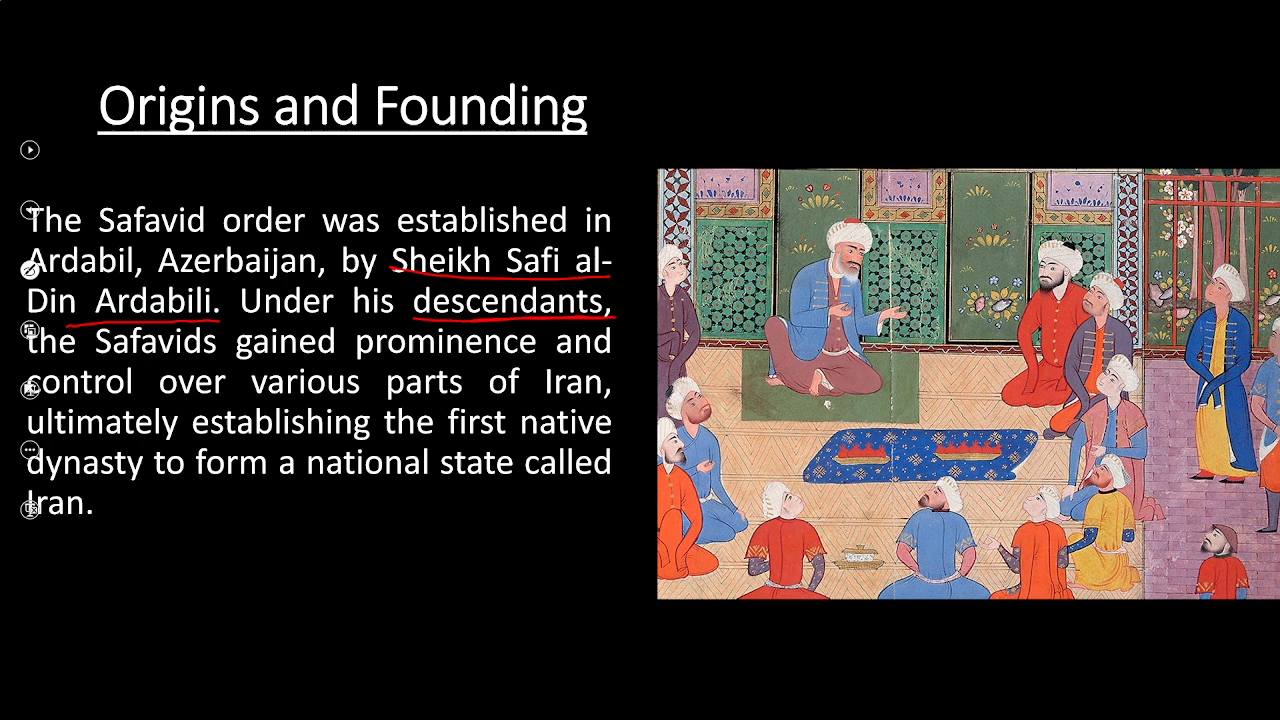 Origins and Founding
The Safavid order was established in
Ardabil, Azerbaijan, by Sheikh Safi al-
Din Ardabili. Under his descendants,
the Safavids gained prominence and
control over various parts of Iran,
ultimately establishing the first native
dynasty to form a national state called
Iran.